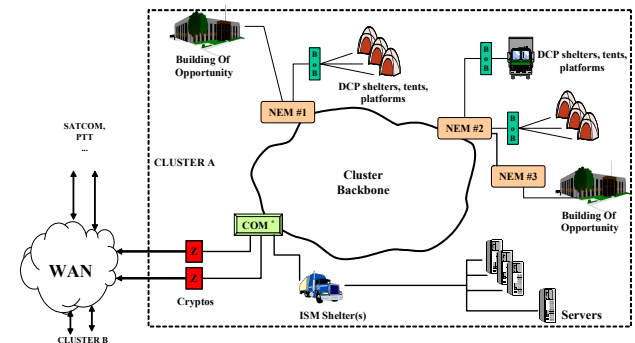 Building Of
Opportunity
B
o
B
DCP shelters, tents,
platforms
B
o
B
DCP shelters, tents,
platforms
NEM #1
NEM #2
B
o
B
SATCOM,
PTT
...
CLUSTER A
Cluster
Backbone
NEM #3
Building Of
Opportunity
COM +
WAN
Z
Z
Cryptos
ISM Shelter(s)
Servers
CLUSTER B